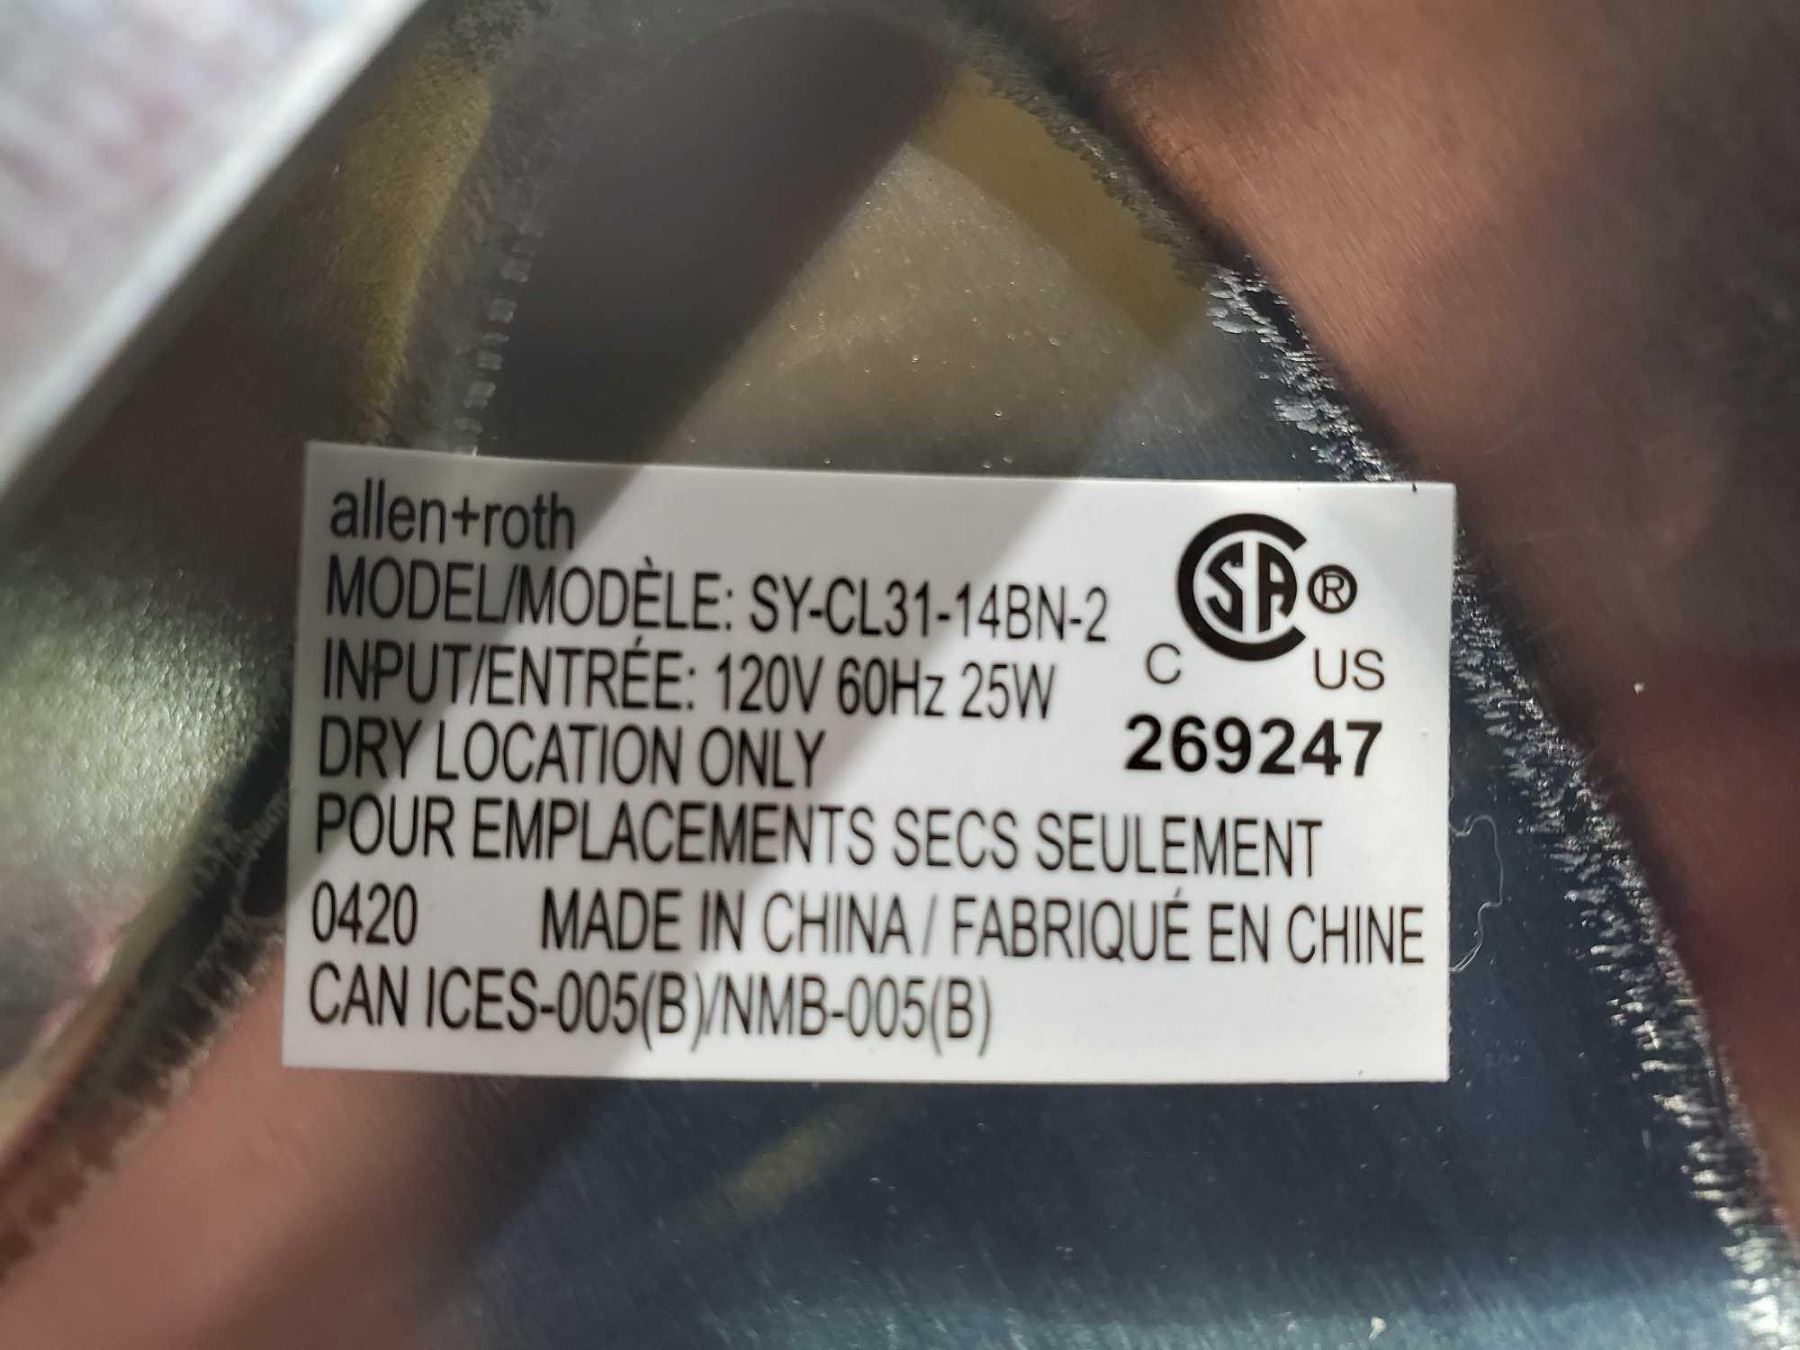 allen+roth
MODEL/MODÈLE: SY-CL31-14BN-2
INPUT/ENTRÉE: 120V 60Hz 25W
DRY LOCATION ONLY
POUR EMPLACEMENTS SECS SEULEMENT
0420 MADE IN CHINA / FABRIQUÉ EN CHINE
CAN ICES-005(B)/NMB-005(B)
SA®
C US
269247